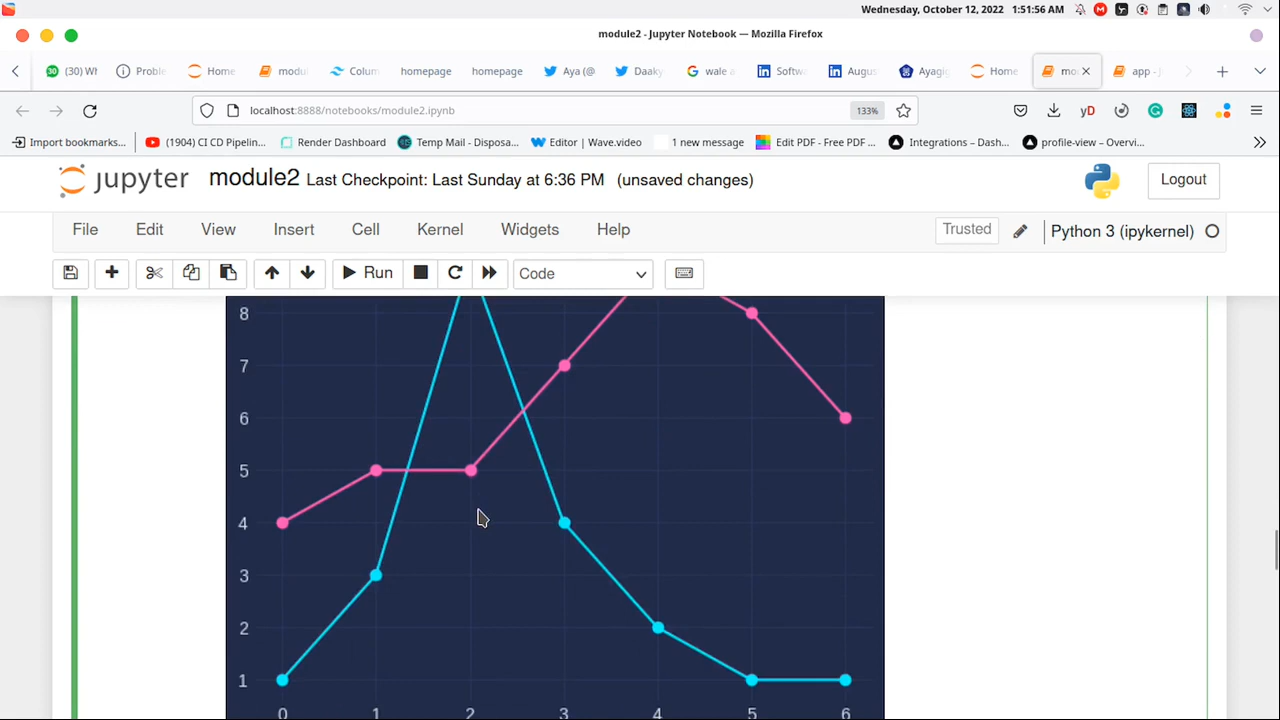 Wednesday, October 12, 2022 1:51:56 AM
module2 - Jupyter Notebook — Mozilla Firefox
30 (30) Wh
Proble
Home
modu
Colum
homepage
homepage
Aya (@
Daaky
wale a
Softw
Augus
Ayagig
Home
mo
app - J
localhost:8888/notebooks/module2.ipynb
133%
yD
Import bookmarks...
(1904) CI CD Pipelin...
Render Dashboard
Temp Mail - Disposa...
Editor | Wave.video
1 new message
Edit PDF - Free PDF ...
Integrations – Dash...
profile-view – Overvi...
jupyter module2 Last Checkpoint: Last Sunday at 6:36 PM (unsaved changes)
Logout
File Edit View Insert Cell Kernel Widgets Help
Trusted
Python 3 (ipykernel)
Run
Code
8
7
6
5
4
3
2
1
0 1 2 3 4 5 6